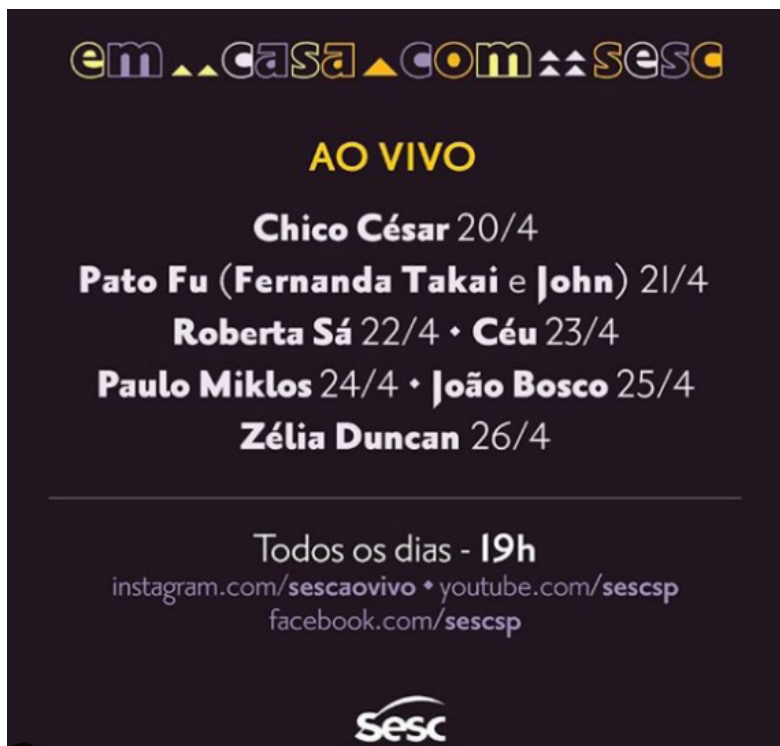 em casa com sesc
AO VIVO
Chico César 20/4
Pato Fu (Fernanda Takai e John) 21/4
Roberta Sá 22/4 • Céu 23/4
Paulo Miklos 24/4 • João Bosco 25/4
Zélia Duncan 26/4
Todos os dias - 19h
instagram.com/sescaovivo • youtube.com/sescsp
facebook.com/sescsp
Sesc